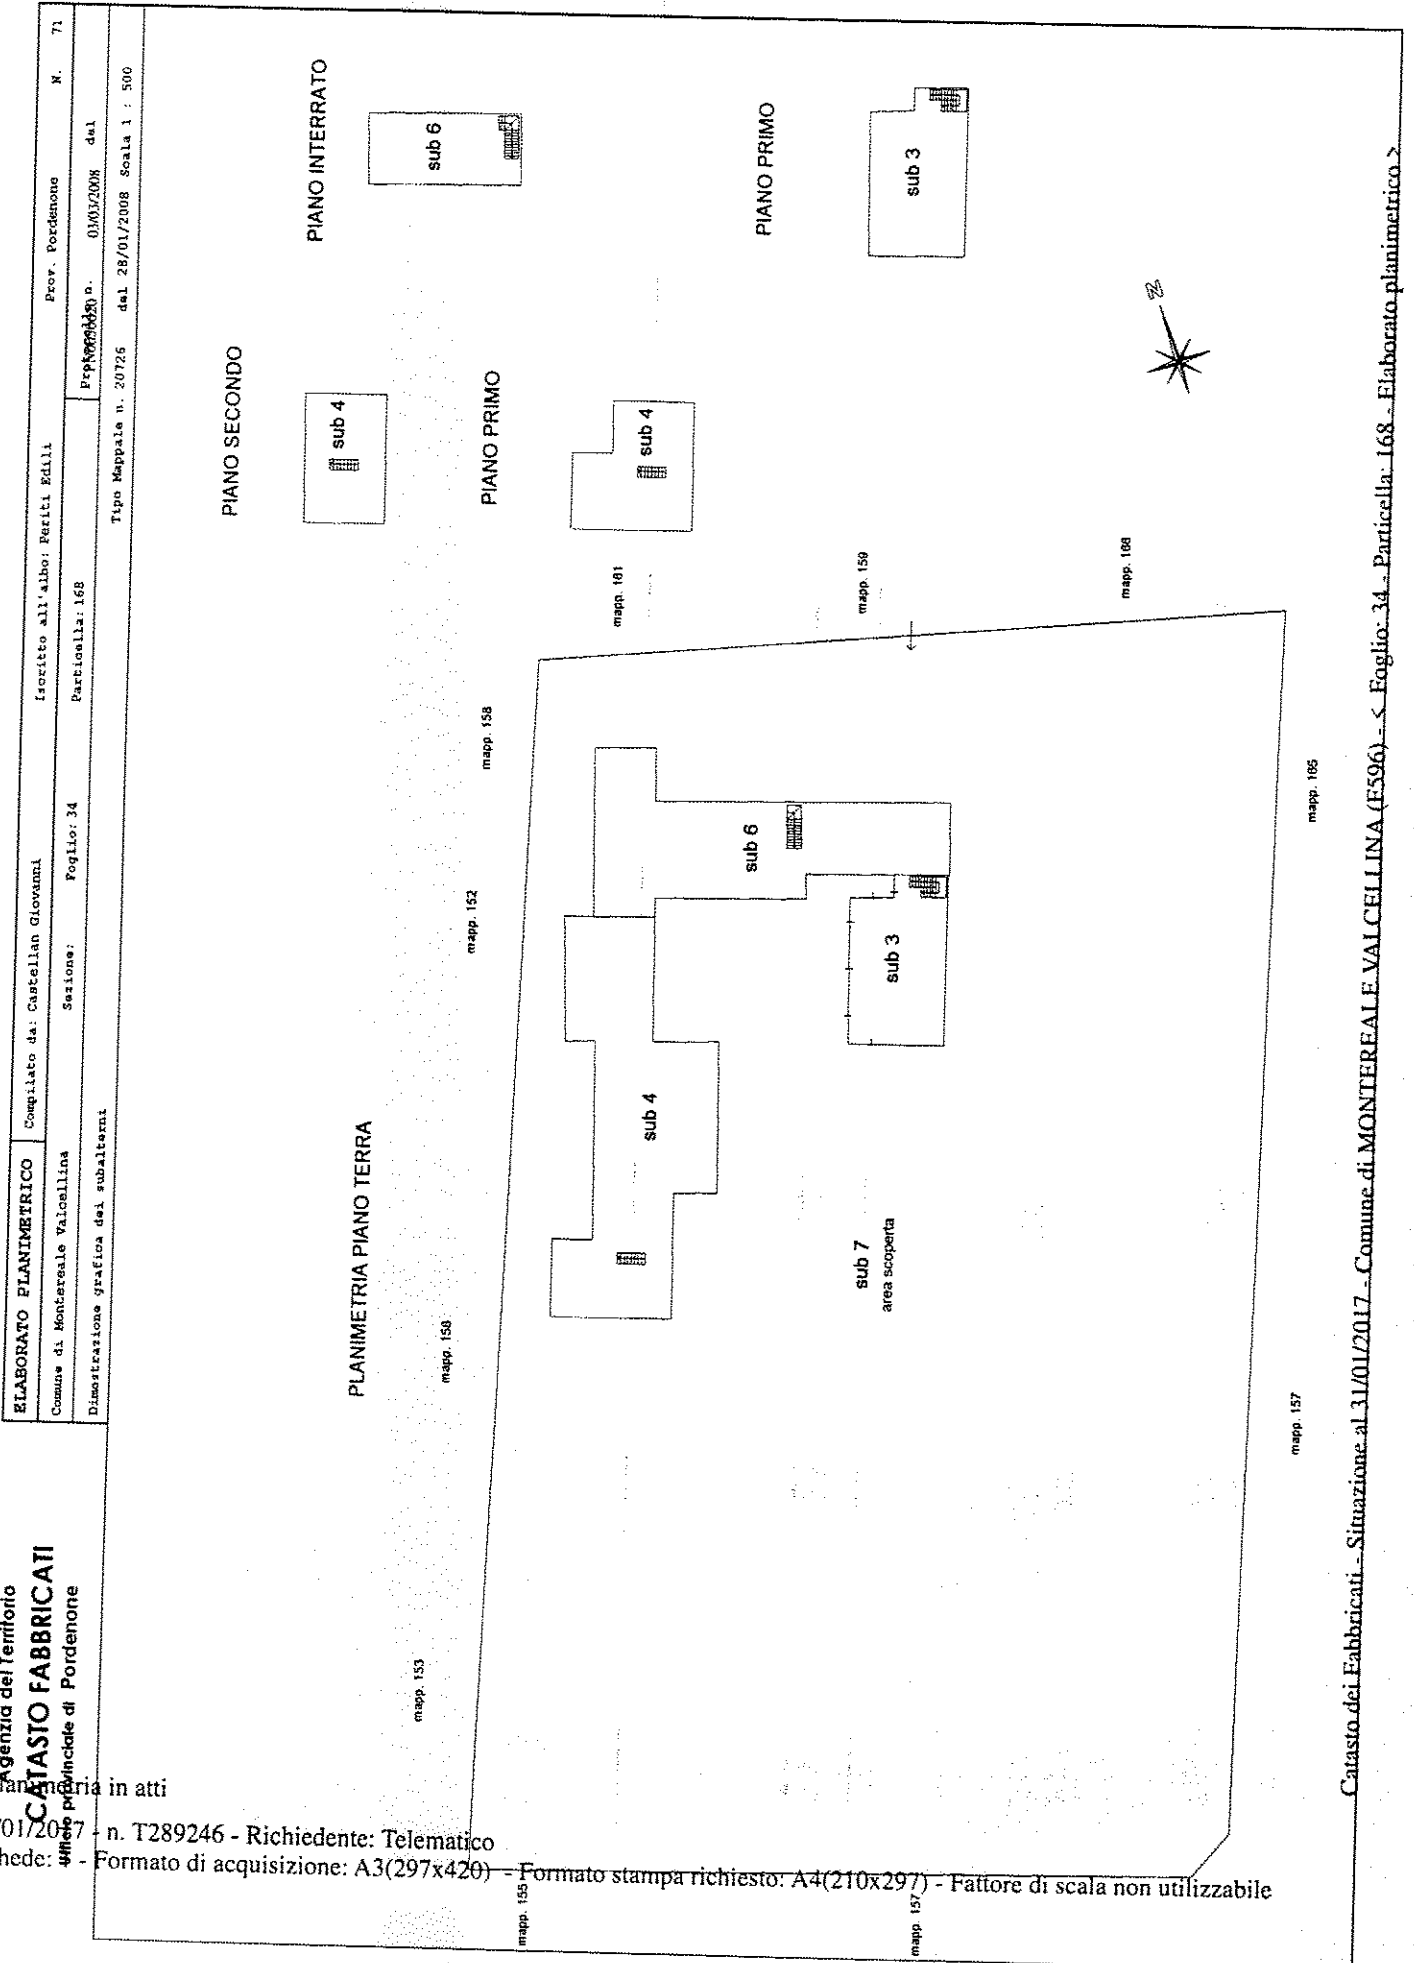 Agenzia del Territorio
CATASTO FABBRICATI
Ufficio provinciale di Pordenone
ELABORATO PLANIMETRICO
Compilato da: Castellan Giovanni
Iscritto all'albo: Periti Edili
Prov. Pordenone
N. 71
Comune di Montereale Valcellina
Sezione: Foglio: 34
Particella: 168
03/03/2008 del
Dimostrazione grafica dei subalterni
Tipo Mappale n. 20726 del 28/01/2008 Scala 1 : 500
PIANO SECONDO
sub 4
PIANO INTERRATO
sub 6
PIANO PRIMO
sub 4
PIANO PRIMO
sub 3
PLANIMETRIA PIANO TERRA
mapp. 153
mapp. 158
mapp. 152
mapp. 158
mapp. 161
mapp. 159
mapp. 168
sub 4
sub 6
sub 3
sub 7
area scoperta
N
mapp. 155
mapp. 157
mapp. 157
mapp. 165
Catasto dei Fabbricati - Situazione al 31/01/2017 - Comune di MONTEREALE VALCELLINA (F596) - < Foglio: 34 - Particella: 168 - Elaborato planimetrico >
in atti
/01/2017 - n. T289246 - Richiedente: Telematico
- Formato di acquisizione: A3(297x420) - Formato stampa richiesto: A4(210x297) - Fattore di scala non utilizzabile